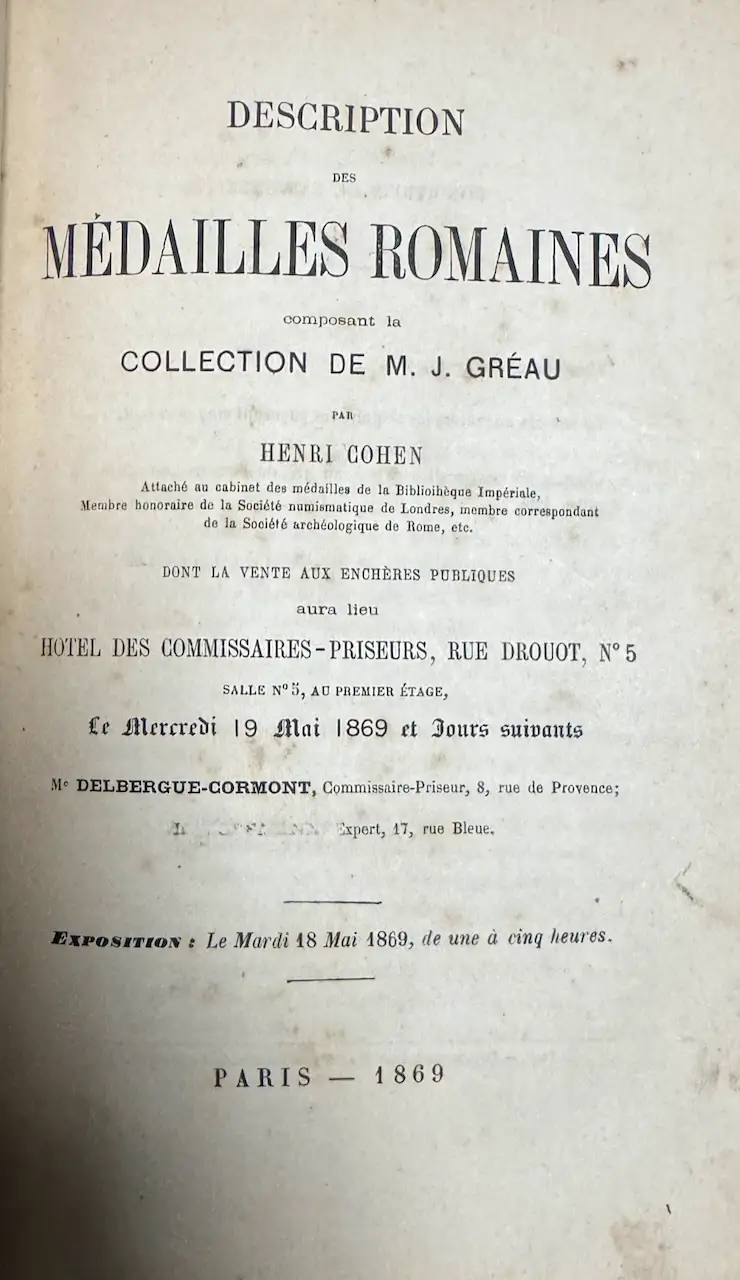 DESCRIPTION
DES
MÉDAILLES ROMAINES
composant la
COLLECTION DE M. J. GRÉAU
PAR
HENRI COHEN
Attaché au cabinet des médailles de la Biblioihèque Impériale,
Membre honoraire de la Société numismatique de Londres, membre correspondant
de la Société archéologique de Rome, etc.
DONT LA VENTE AUX ENCHÈRES PUBLIQUES
aura lieu
HOTEL DES COMMISSAIRES-PRISEURS, RUE DROUOT, N° 5
SALLE N° 5, AU PREMIER ÉTAGE,
Le Mercredi 19 Mai 1869 et Jours suivants
Me DELBERGUE-CORMONT, Commissaire-Priseur, 8, rue de Provence;
Expert, 17, rue Bleue.
EXPOSITION : Le Mardi 18 Mai 1869, de une à cinq heures.
PARIS — 1869